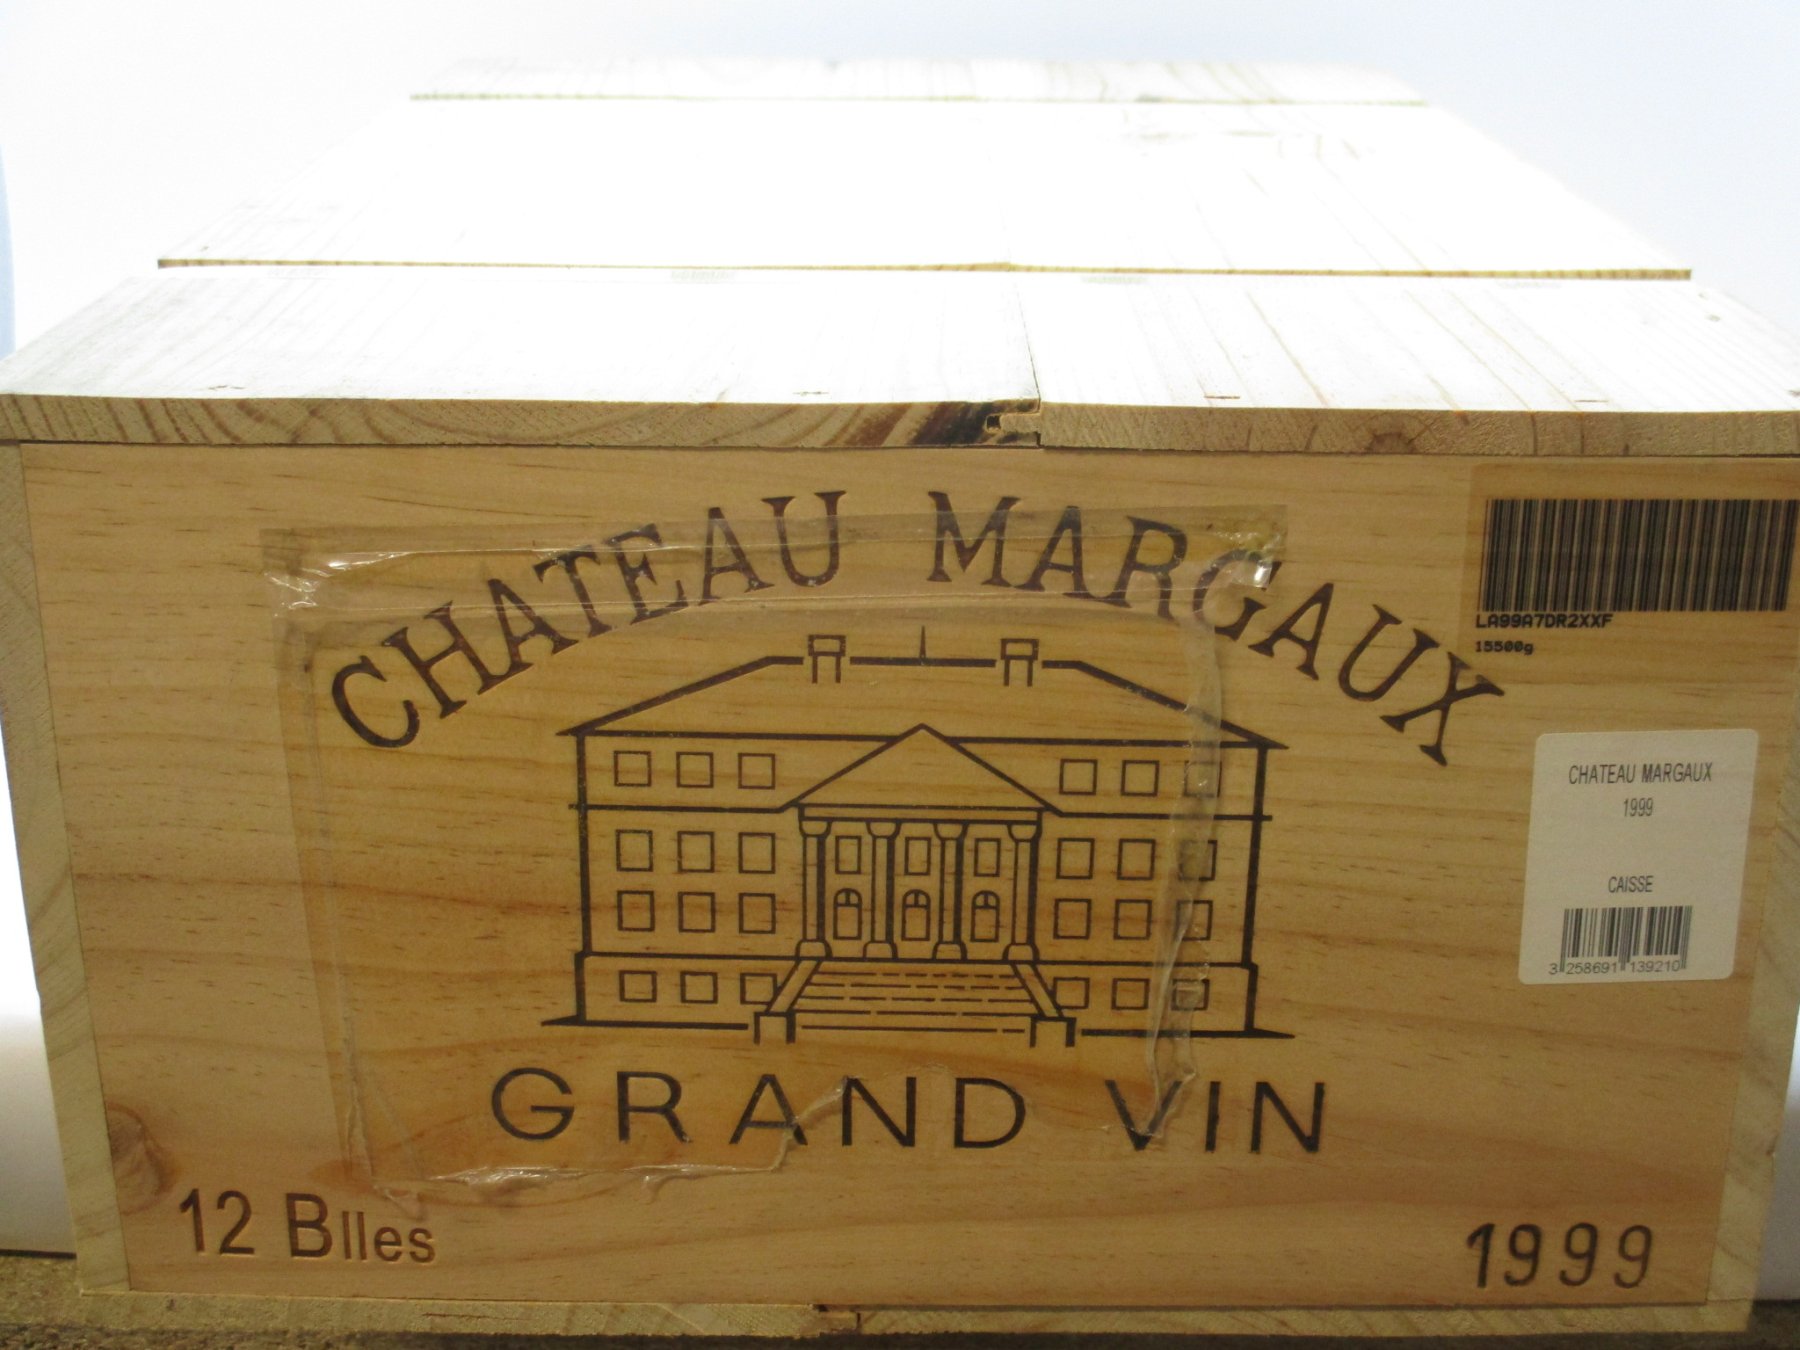 CHATEAU MARGAUX
LA99A7DR2XXF
15500g
CHATEAU MARGAUX
1999
CAISSE
3 258691 139210
GRAND VIN
12 Blles
1999